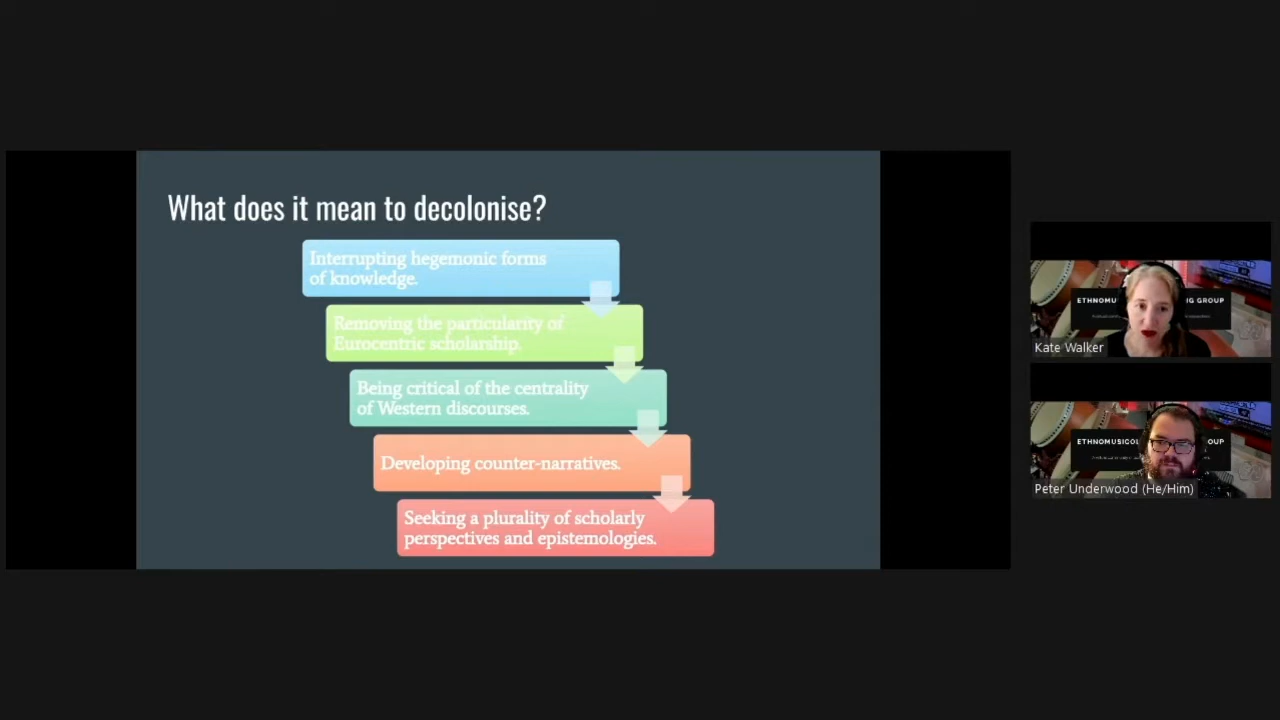 What does it mean to decolonise?
Interrupting hegemonic forms
of knowledge.
Removing the particularity of
Eurocentric scholarship.
Being critical of the centrality
of Western discourses.
Developing counter-narratives.
Seeking a plurality of scholarly
perspectives and epistemologies.
GROUP
Kate Walker
Peter Underwood (He/Him)